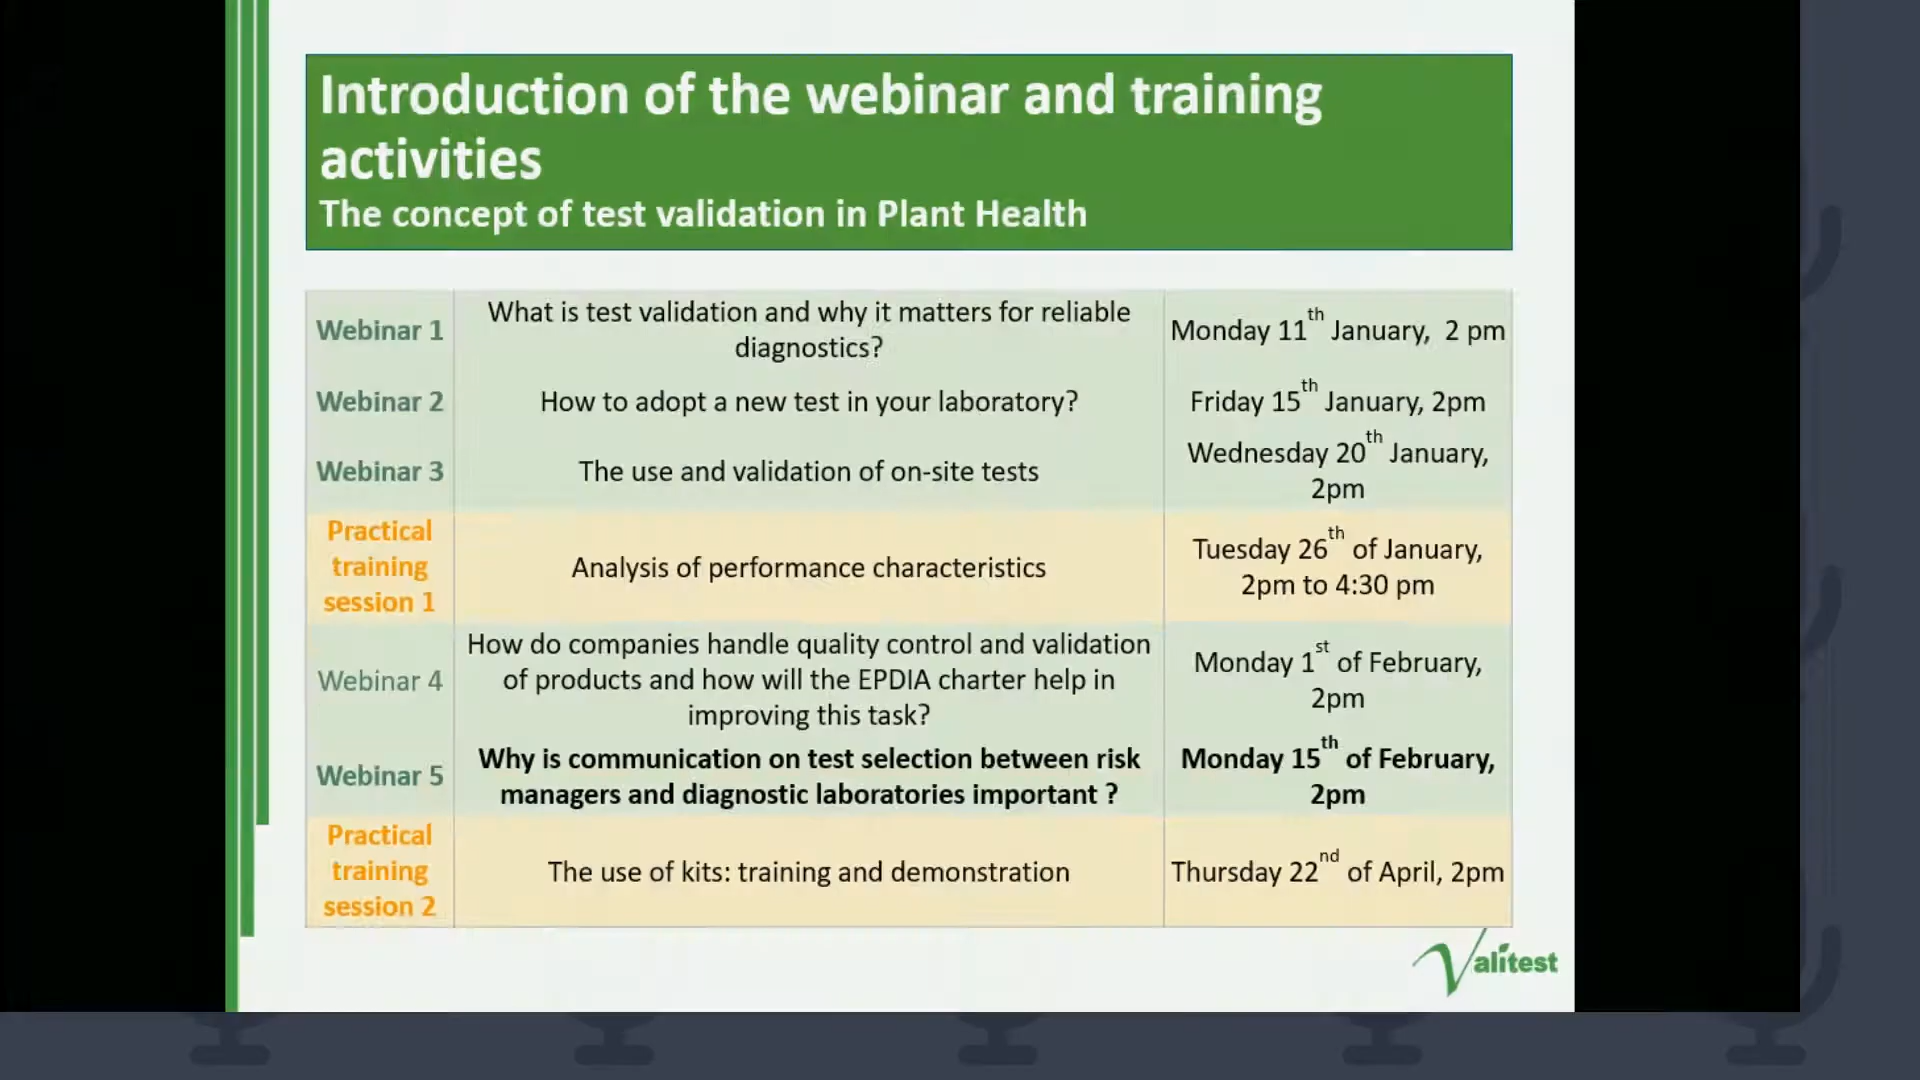 Introduction of the webinar and training
activities
The concept of test validation in Plant Health
Webinar 1
What is test validation and why it matters for reliable
diagnostics?
Monday 11th January, 2 pm
Webinar 2
How to adopt a new test in your laboratory?
Friday 15th January, 2pm
Webinar 3
The use and validation of on-site tests
Wednesday 20th January,
2pm
Practical
training
session 1
Analysis of performance characteristics
Tuesday 26th of January,
2pm to 4:30 pm
Webinar 4
How do companies handle quality control and validation
of products and how will the EPDIA charter help in
improving this task?
Monday 1st of February,
2pm
Webinar 5
Why is communication on test selection between risk
managers and diagnostic laboratories important ?
Monday 15th of February,
2pm
Practical
training
session 2
The use of kits: training and demonstration
Thursday 22nd of April, 2pm
Valitest